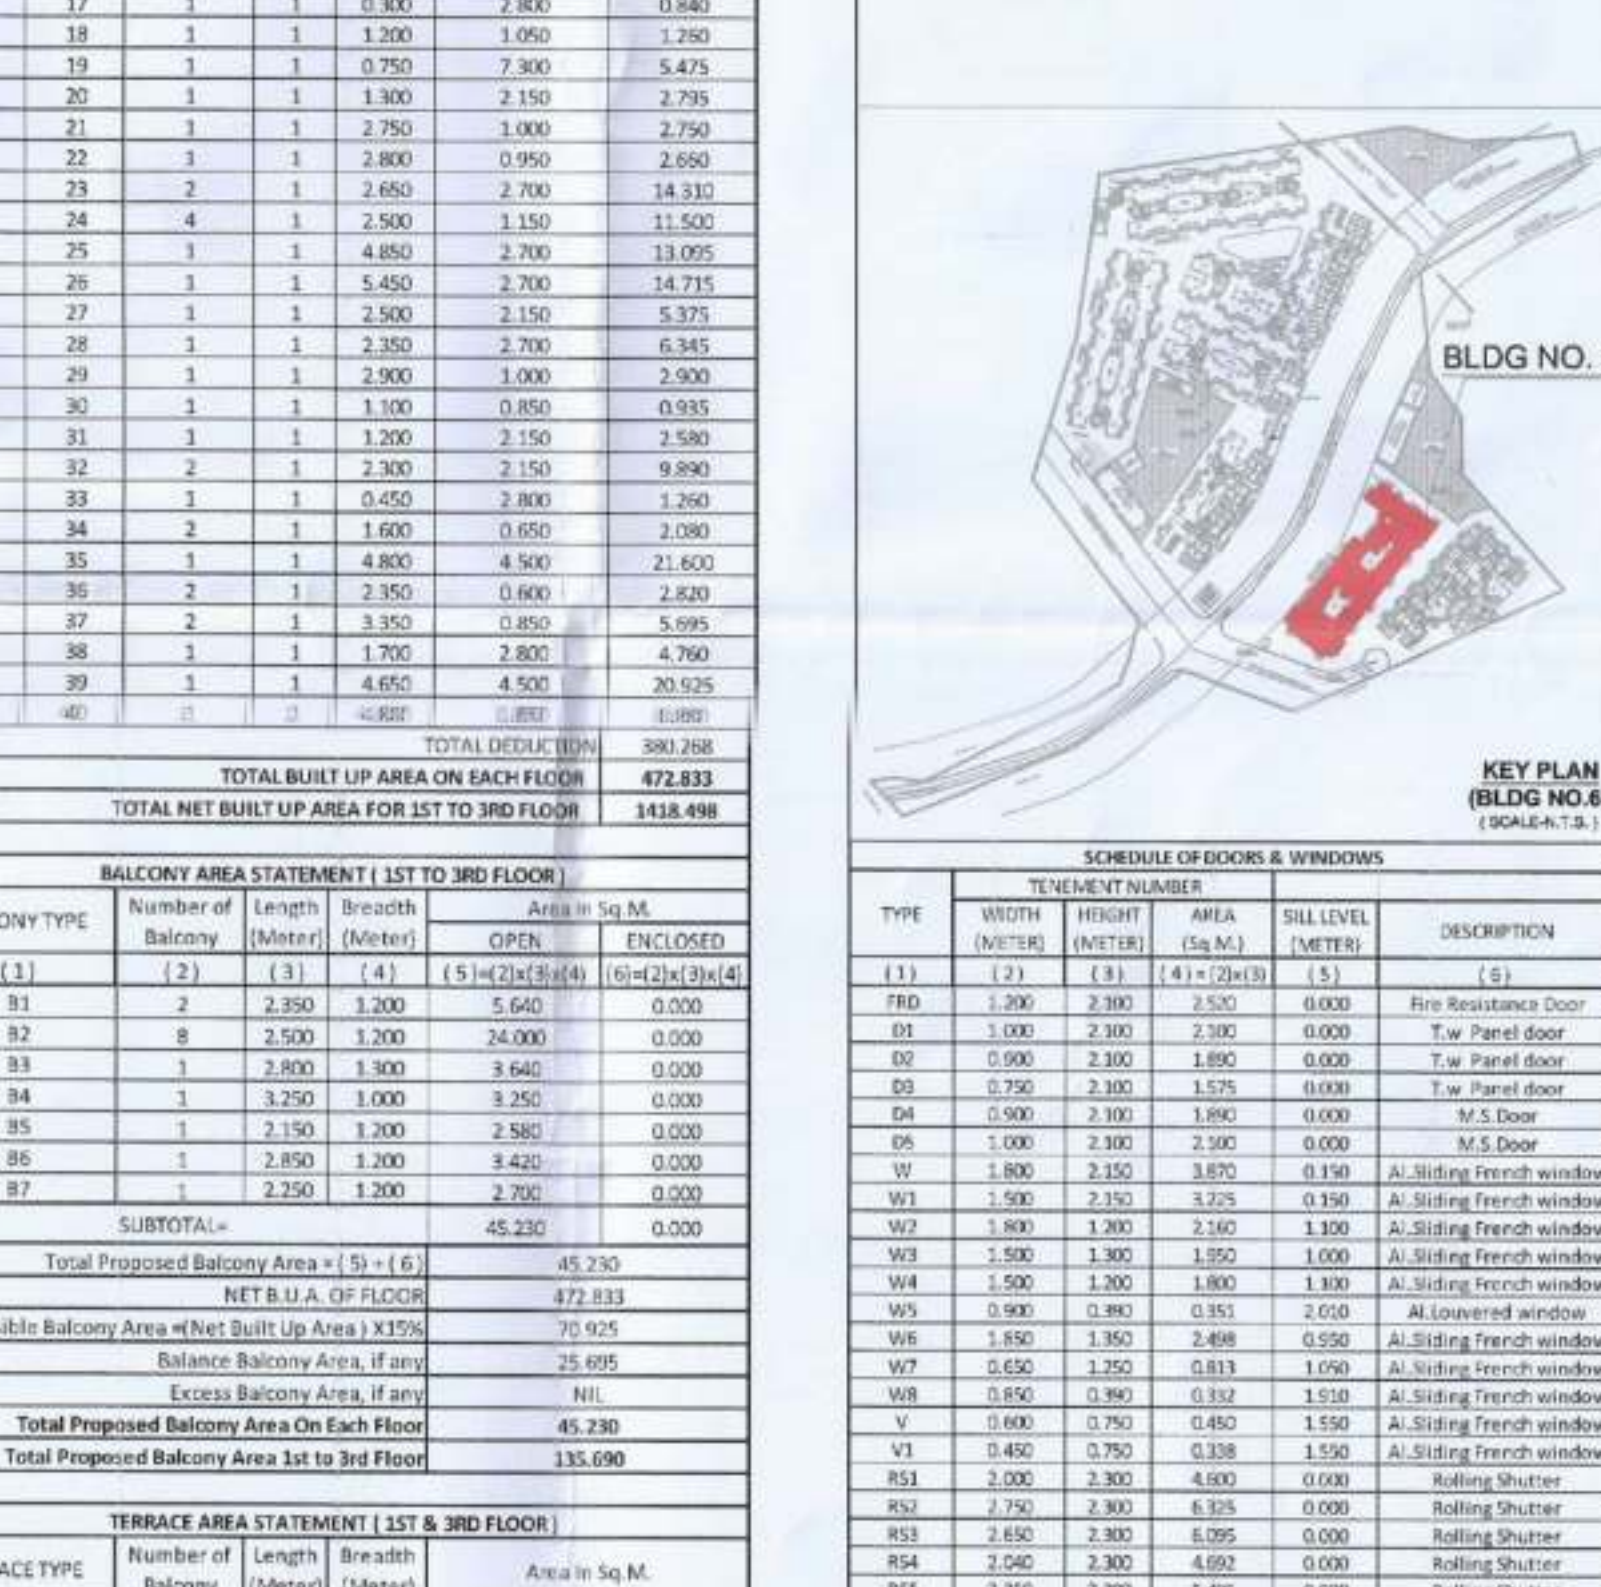 17 1 1 0.300 2.800 0.840
18 1 1 1.200 1.050 1.260
19 1 1 0.750 7.300 5.475
20 1 1 1.300 2.150 2.795
21 1 1 2.750 1.000 2.750
22 1 1 2.800 0.950 2.660
23 2 1 2.650 2.700 14.310
24 4 1 2.500 1.150 11.500
25 1 1 4.850 2.700 13.095
26 1 1 5.450 2.700 14.715
27 1 1 2.500 2.150 5.375
28 1 1 2.350 2.700 6.345
29 1 1 2.900 1.000 2.900
30 1 1 1.100 0.850 0.935
31 1 1 1.200 2.150 2.580
32 2 1 2.300 2.150 9.890
33 1 1 0.450 2.800 1.260
34 2 1 1.600 0.650 2.080
35 1 1 4.800 4.500 21.600
36 2 1 2.350 0.600 2.820
37 2 1 3.350 0.850 5.695
38 1 1 1.700 2.800 4.760
39 1 1 4.650 4.500 20.925
40
TOTAL DEDUCTION 380.268
TOTAL BUILT UP AREA ON EACH FLOOR 472.833
TOTAL NET BUILT UP AREA FOR 1ST TO 3RD FLOOR 1418.498
BALCONY AREA STATEMENT ( 1ST TO 3RD FLOOR )
ONY TYPE Number of Balcony Length (Meter) Breadth (Meter) Area in Sq.M.
OPEN ENCLOSED
(1) (2) (3) (4) (5)=(2)x(3)x(4) (6)=(2)x(3)x(4)
B1 2 2.350 1.200 5.640 0.000
B2 8 2.500 1.200 24.000 0.000
B3 1 2.800 1.300 3.640 0.000
B4 1 3.250 1.000 3.250 0.000
B5 1 2.150 1.200 2.580 0.000
B6 1 2.850 1.200 3.420 0.000
B7 1 2.250 1.200 2.700 0.000
SUBTOTAL= 45.230 0.000
Total Proposed Balcony Area =(5) + (6) 45.230
NET B.U.A. OF FLOOR 472.833
sible Balcony Area =(Net Built Up Area ) X15% 70.925
Balance Balcony Area, if any 25.695
Excess Balcony Area, if any NIL
Total Proposed Balcony Area On Each Floor 45.230
Total Proposed Balcony Area 1st to 3rd Floor 135.690
TERRACE AREA STATEMENT ( 1ST & 3RD FLOOR )
ACE TYPE Number of Balcony Length (Meter) Breadth (Meter) Area in Sq.M.
BLDG NO.
KEY PLAN
(BLDG NO.6
( SCALE-N.T.S. )
SCHEDULE OF DOORS & WINDOWS
TENEMENT NUMBER
TYPE WIDTH (METER) HEIGHT (METER) AREA (Sq.M.) SILL LEVEL (METER) DESCRIPTION
(1) (2) (3) (4)=(2)x(3) (5) (6)
FRD 1.200 2.100 2.520 0.000 Fire Resistance Door
D1 1.000 2.100 2.100 0.000 T.w Panel door
D2 0.900 2.100 1.890 0.000 T.w Panel door
D3 0.750 2.100 1.575 0.000 T.w Panel door
D4 0.900 2.100 1.890 0.000 M.S.Door
D5 1.000 2.100 2.100 0.000 M.S.Door
W 1.800 2.150 3.870 0.150 Al.Sliding French window
W1 1.500 2.150 3.225 0.150 Al.Sliding French window
W2 1.800 1.200 2.160 1.100 Al.Sliding French window
W3 1.500 1.300 1.950 1.000 Al.Sliding French window
W4 1.500 1.200 1.800 1.100 Al.Sliding French window
W5 0.900 0.390 0.351 2.010 Al.Louvered window
W6 1.850 1.350 2.498 0.950 Al.Sliding French window
W7 0.650 1.250 0.813 1.050 Al.Sliding French window
W8 0.850 0.390 0.332 1.910 Al.Sliding French window
V 0.600 0.750 0.450 1.550 Al.Sliding French window
V1 0.450 0.750 0.338 1.550 Al.Sliding French window
RS1 2.000 2.300 4.600 0.000 Rolling Shutter
RS2 2.750 2.300 6.325 0.000 Rolling Shutter
RS3 2.650 2.300 6.095 0.000 Rolling Shutter
RS4 2.040 2.300 4.692 0.000 Rolling Shutter